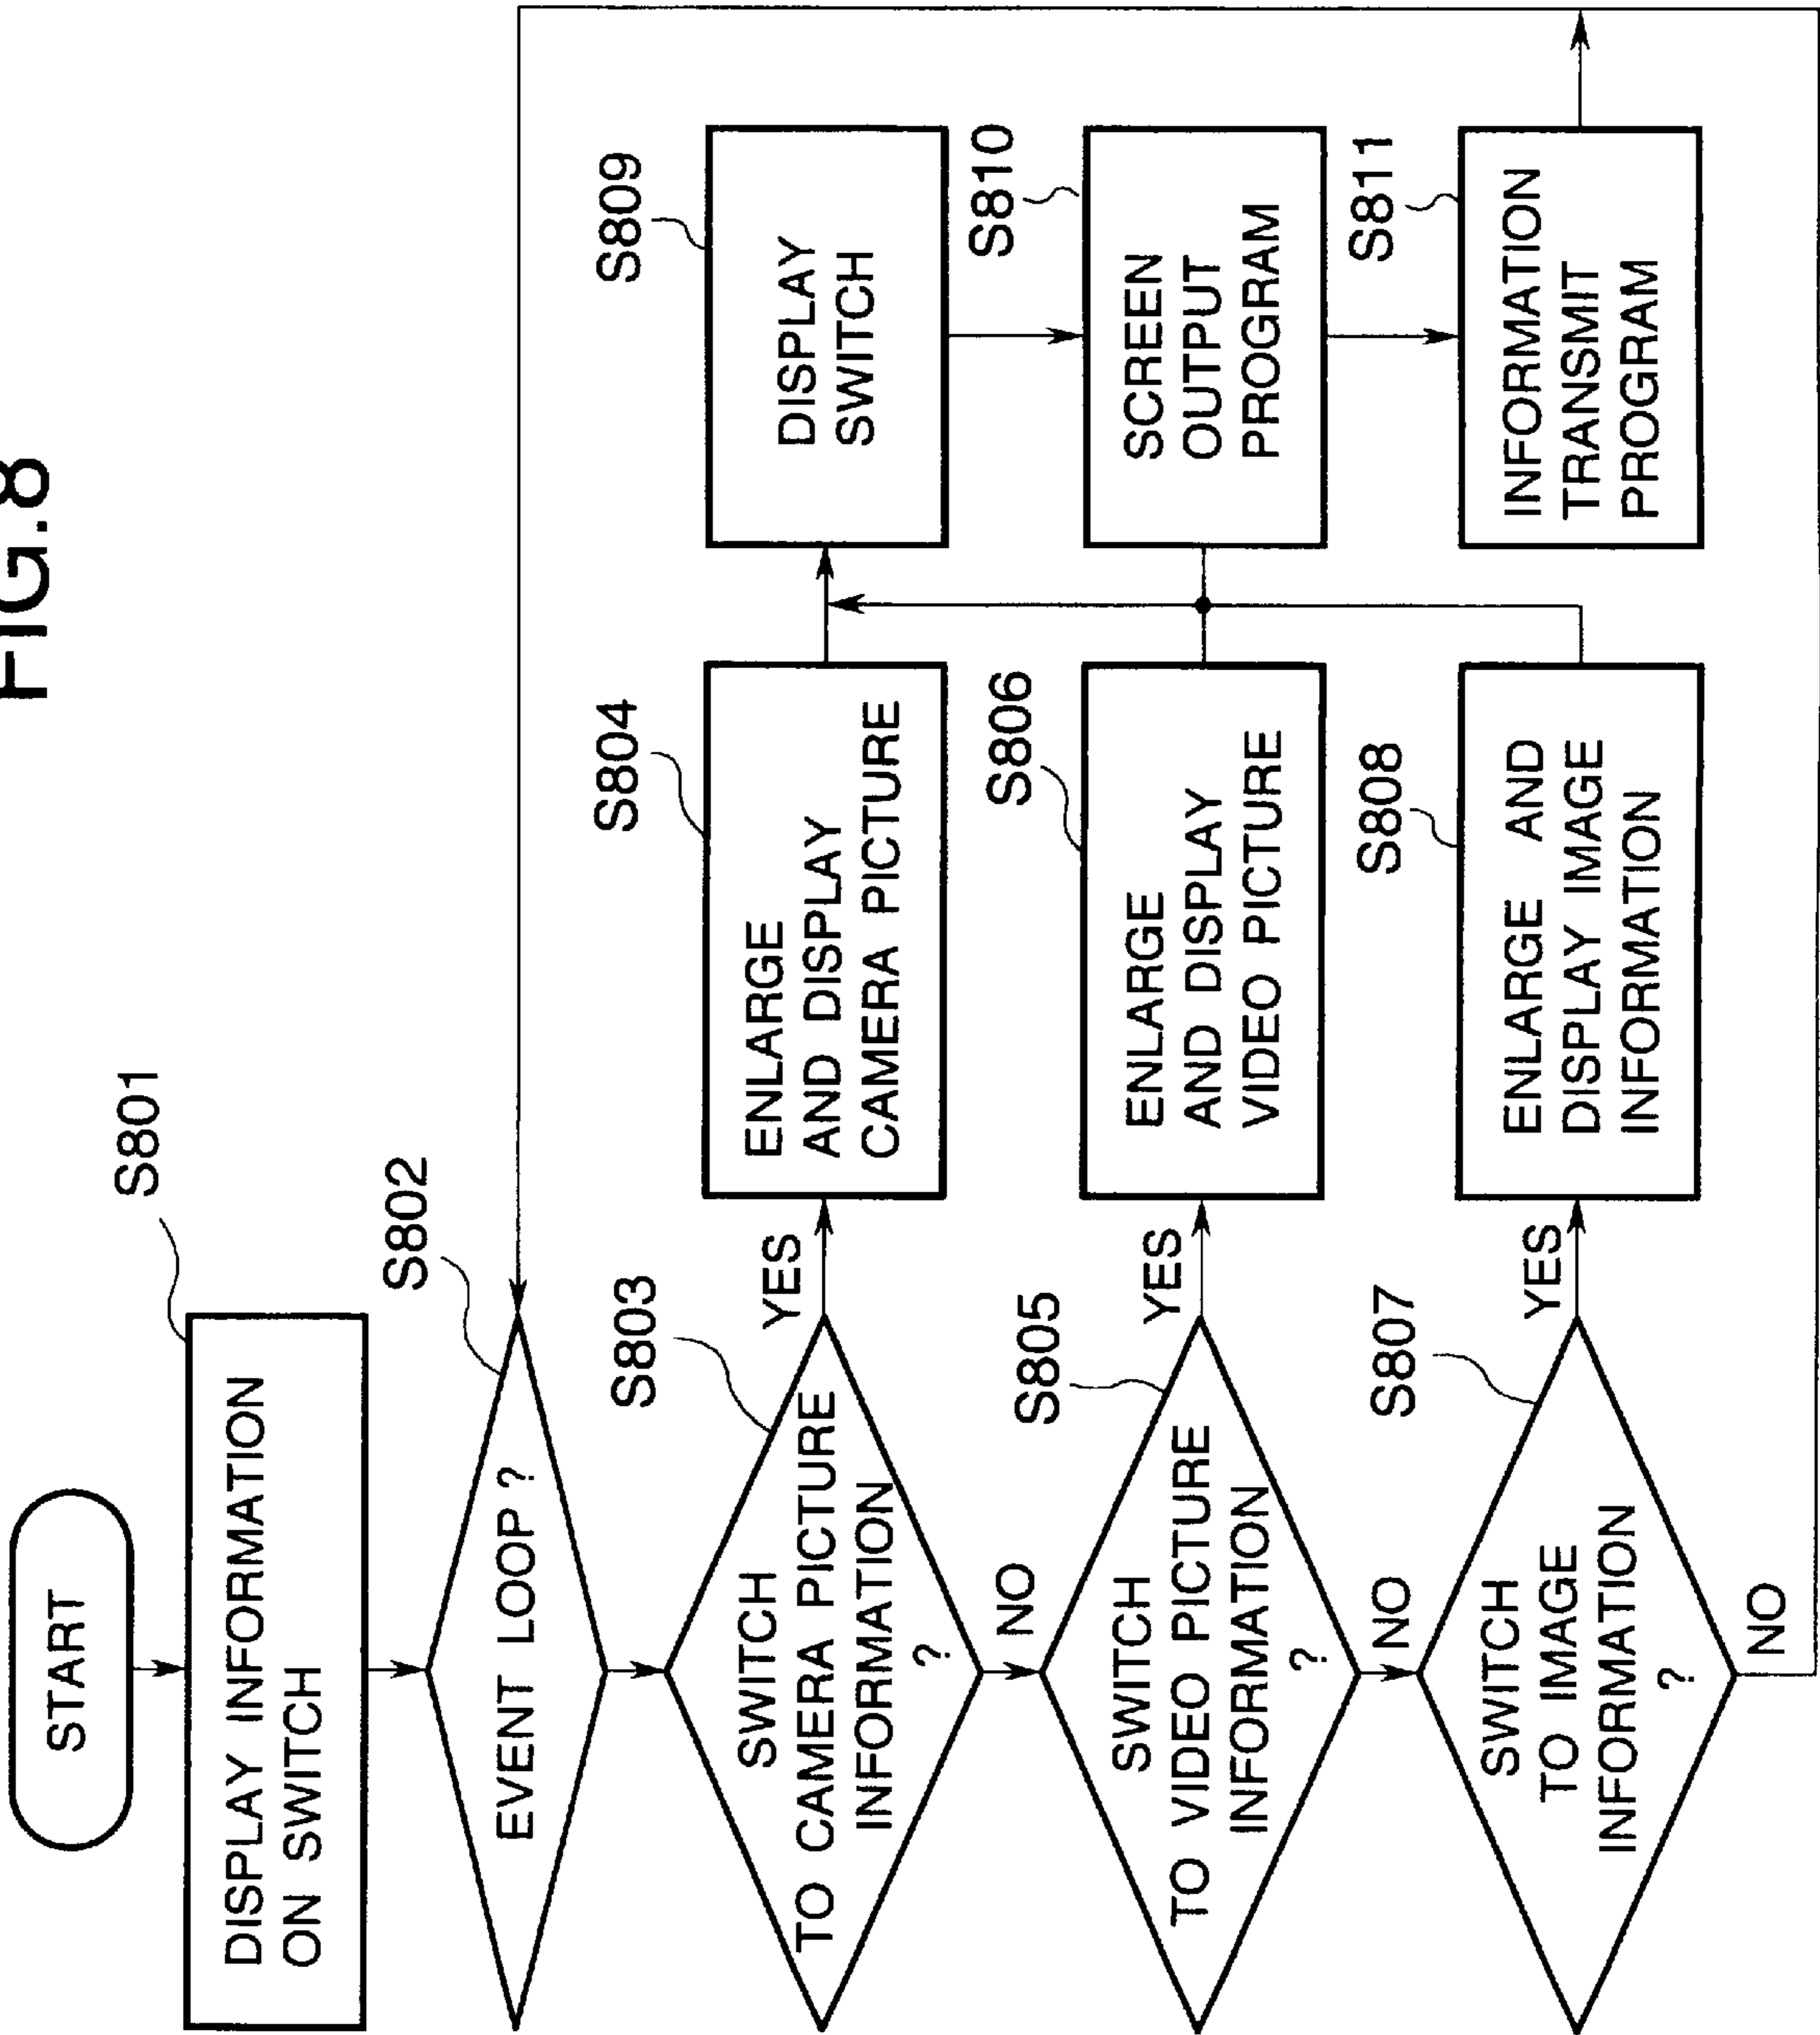 FIG.8
START
DISPLAY INFORMATION
ON SWITCH
S801
EVENT LOOP ?
S802
SWITCH
TO CAMERA PICTURE
INFORMATION
?
S803
YES
NO
ENLARGE
AND DISPLAY
CAMERA PICTURE
S804
DISPLAY
SWITCH
S809
SWITCH
TO VIDEO PICTURE
INFORMATION
?
S805
YES
NO
ENLARGE
AND DISPLAY
VIDEO PICTURE
S806
SCREEN
OUTPUT
PROGRAM
S810
SWITCH
TO IMAGE
INFORMATION
?
S807
YES
NO
ENLARGE AND
DISPLAY IMAGE
INFORMATION
S808
INFORMATION
TRANSMIT
PROGRAM
S811